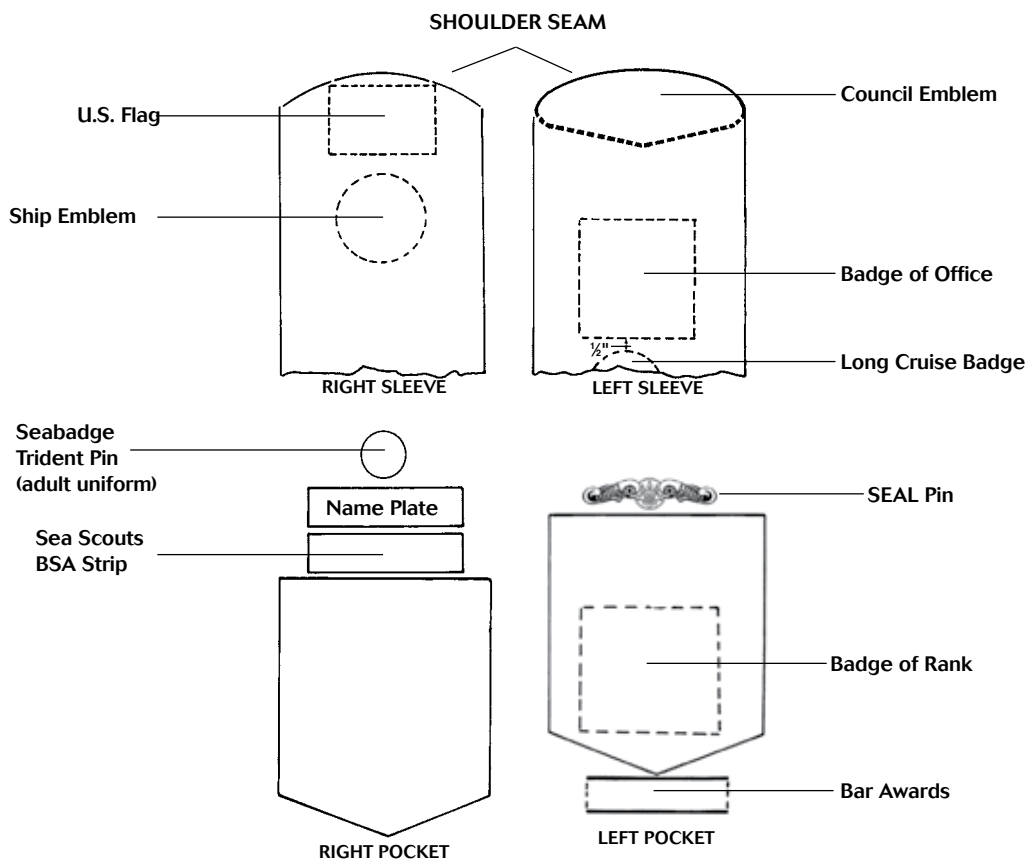 SHOULDER SEAM
U.S. Flag
Council Emblem
Ship Emblem
Badge of Office
½"
Long Cruise Badge
RIGHT SLEEVE
LEFT SLEEVE
Seabadge
Trident Pin
(adult uniform)
Name Plate
SEAL Pin
Sea Scouts
BSA Strip
Badge of Rank
Bar Awards
LEFT POCKET
RIGHT POCKET